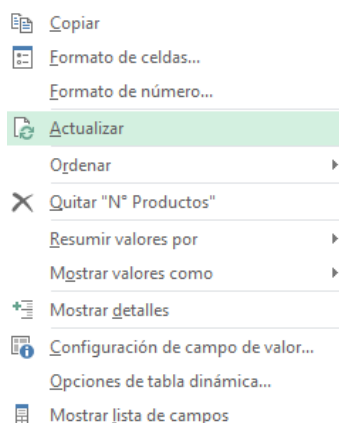 Copiar
Formato de celdas...
Formato de número...
Actualizar
Ordenar
Quitar "N° Productos"
Resumir valores por
Mostrar valores como
Mostrar detalles
Configuración de campo de valor...
Opciones de tabla dinámica...
Mostrar lista de campos